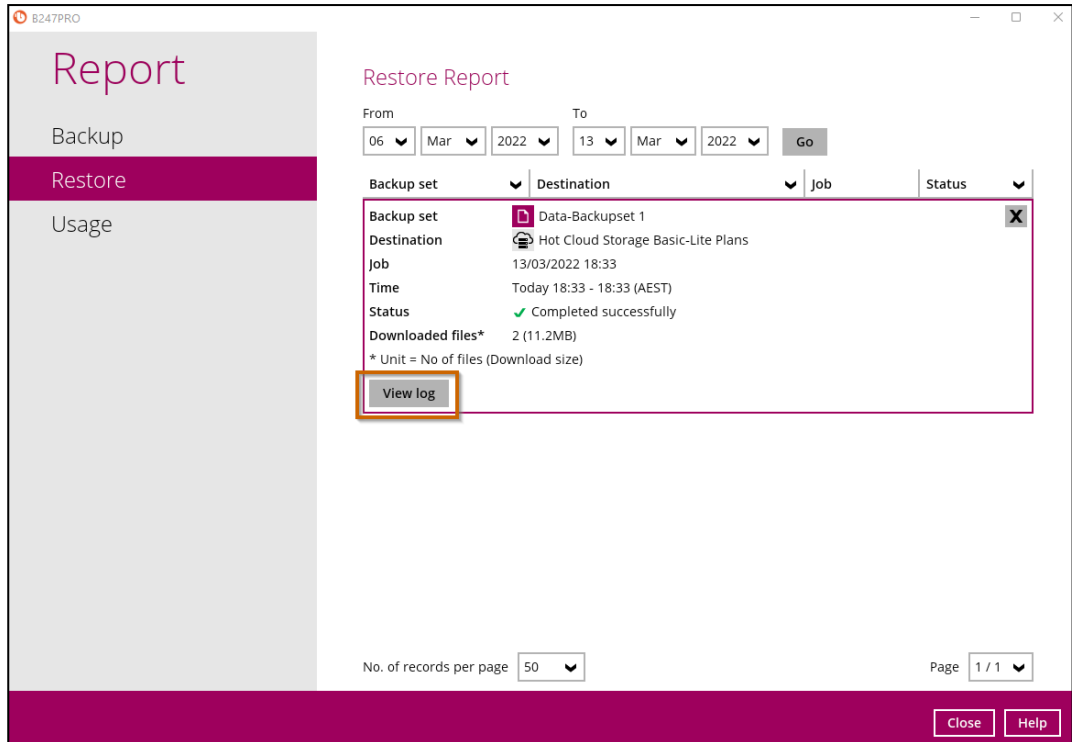 B247PRO
Report
Backup
Restore
Usage
Restore Report
From To
06 Mar 2022 13 Mar 2022 Go
Backup set Destination Job Status
Backup set Data-Backupset 1 X
Destination Hot Cloud Storage Basic-Lite Plans
Job 13/03/2022 18:33
Time Today 18:33 - 18:33 (AEST)
Status Completed successfully
Downloaded files* 2 (11.2MB)
* Unit = No of files (Download size)
View log
No. of records per page 50 Page 1 / 1
Close Help